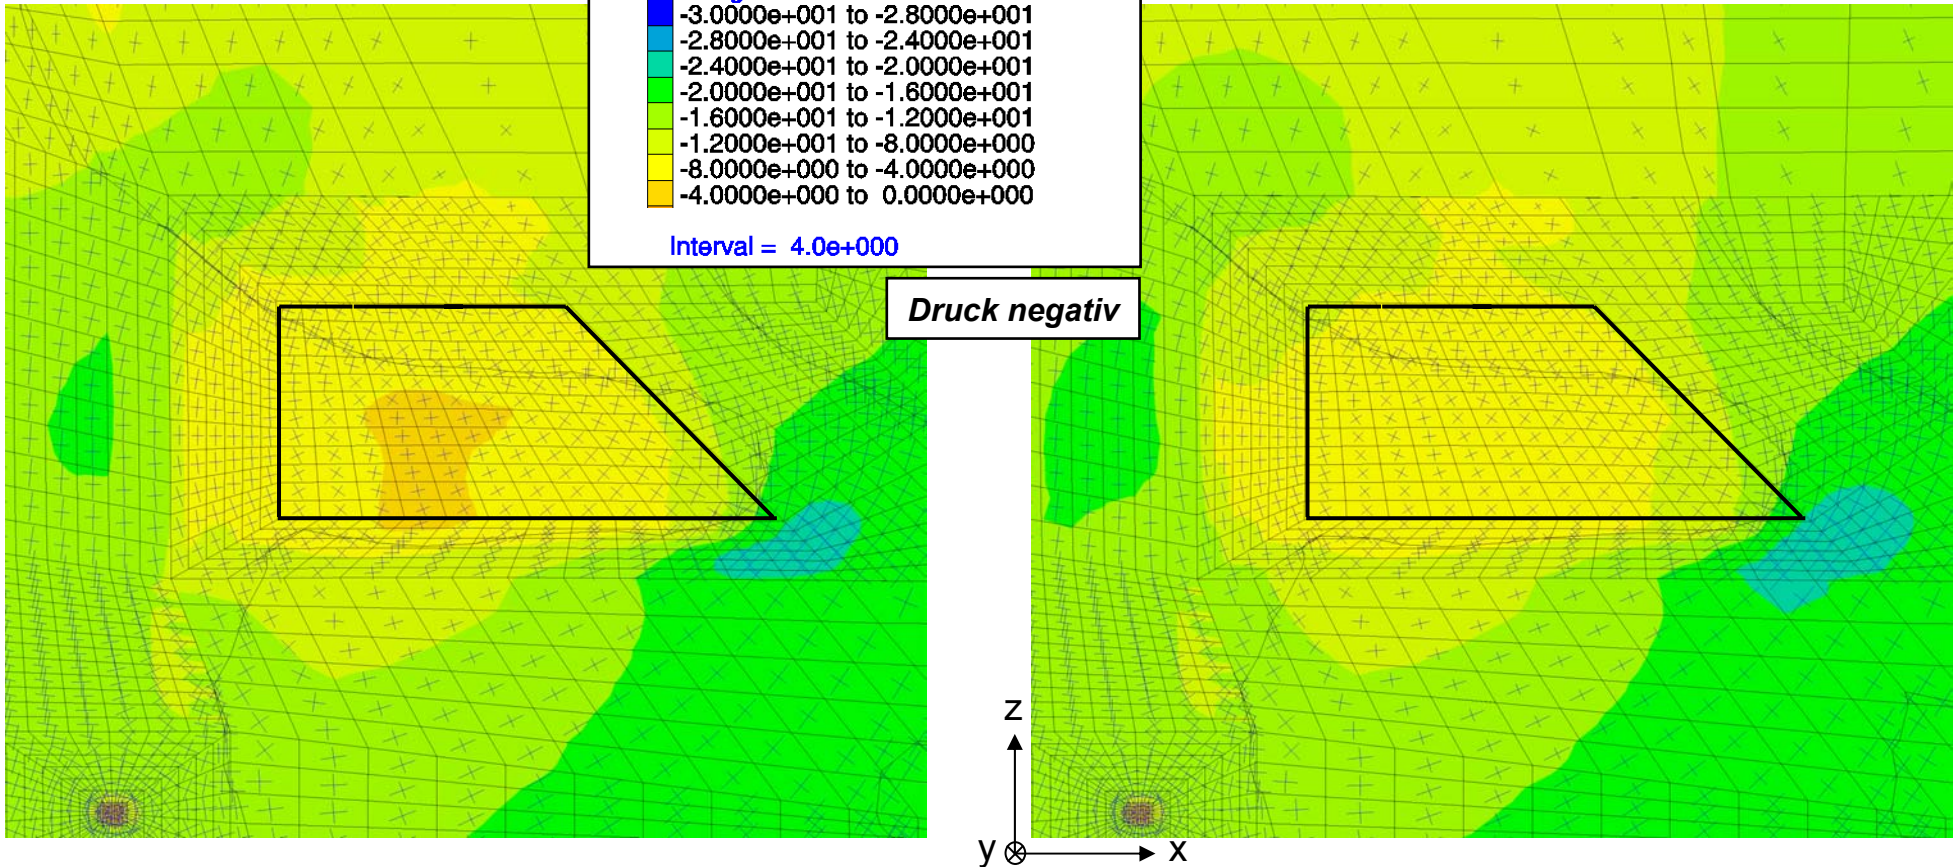 -3.0000e+001 to -2.8000e+001
-2.8000e+001 to -2.4000e+001
-2.4000e+001 to -2.0000e+001
-2.0000e+001 to -1.6000e+001
-1.6000e+001 to -1.2000e+001
-1.2000e+001 to -8.0000e+000
-8.0000e+000 to -4.0000e+000
-4.0000e+000 to 0.0000e+000
Interval = 4.0e+000
Druck negativ
z
y
x